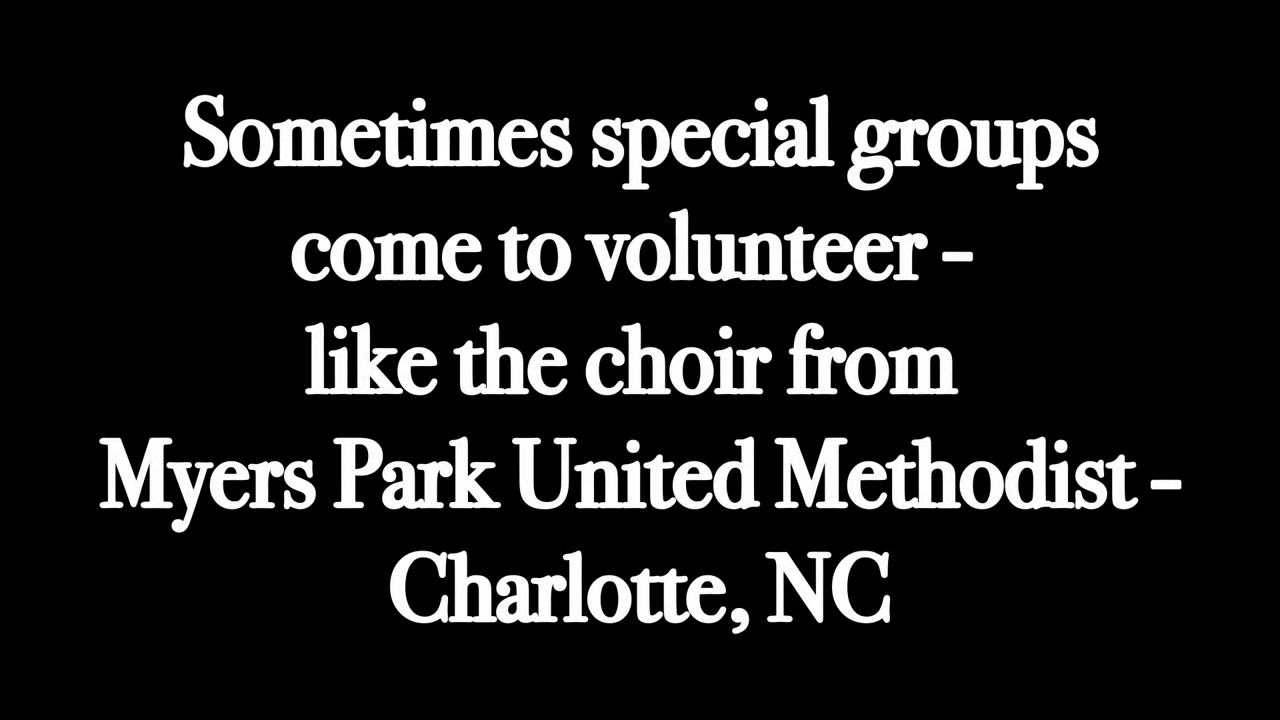 Sometimes special groups
come to volunteer -
like the choir from
Myers Park United Methodist -
Charlotte, NC